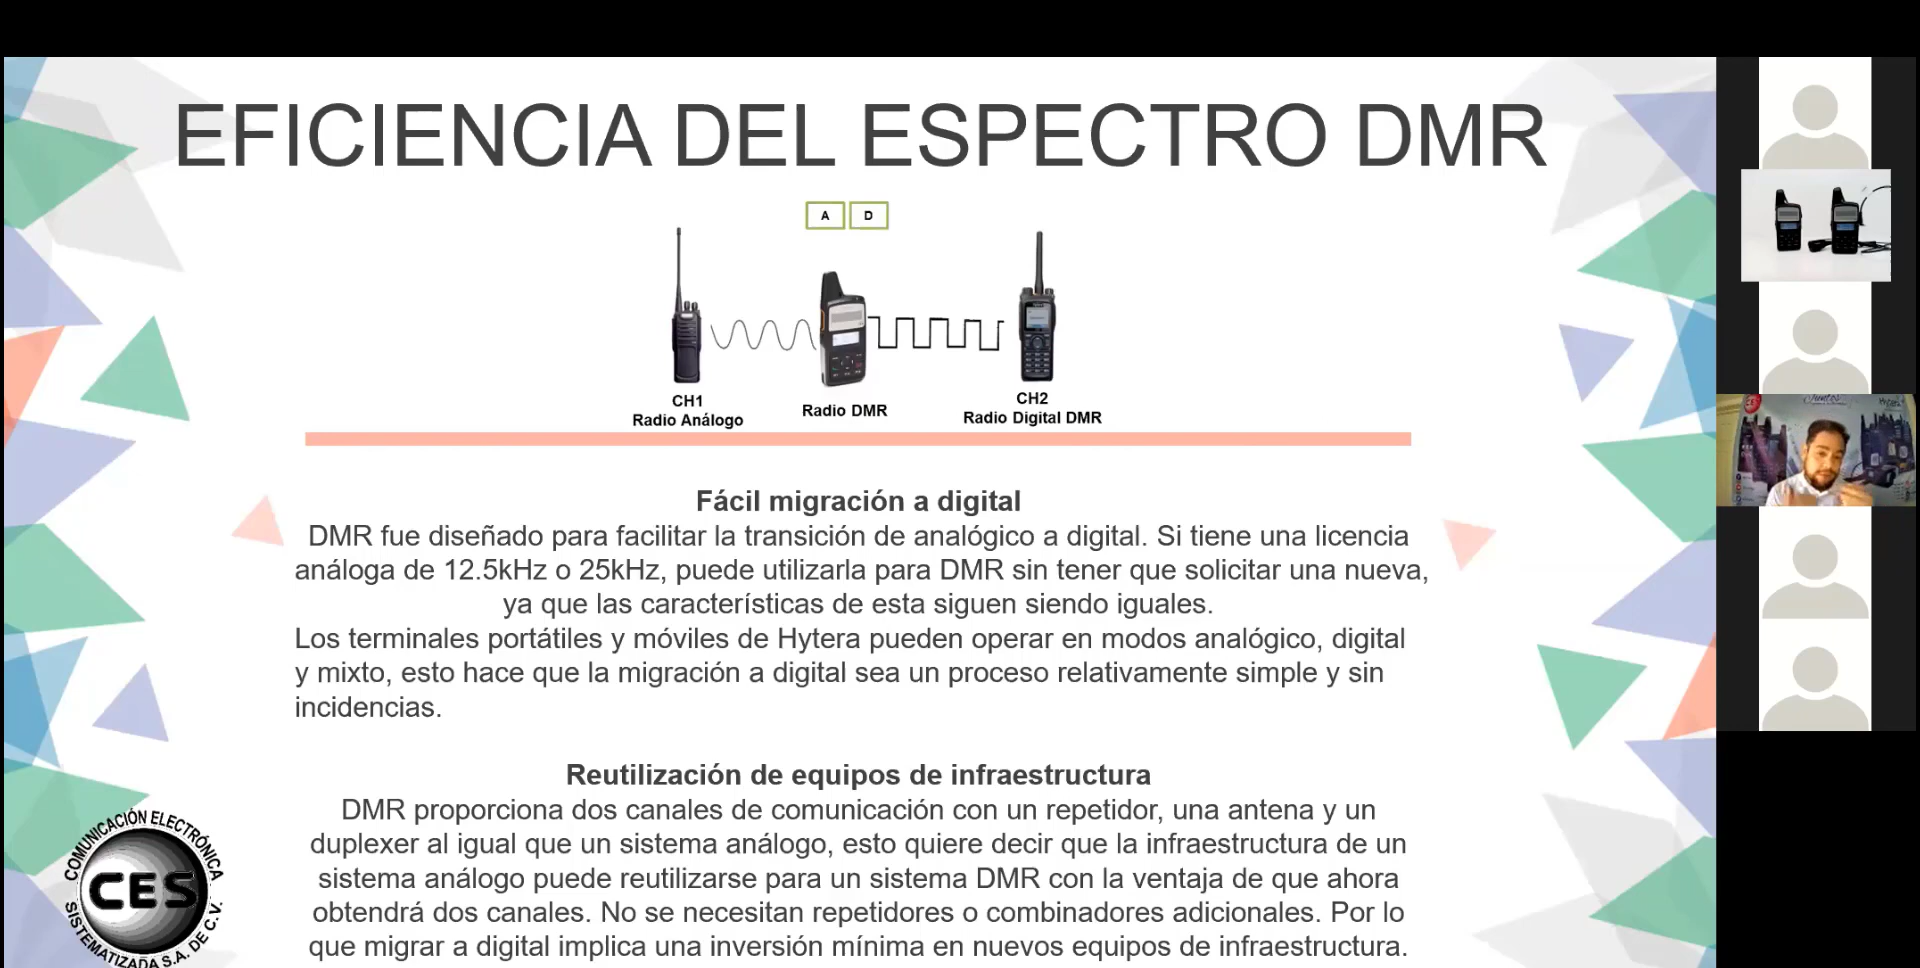 EFICIENCIA DEL ESPECTRO DMR
A D
CH1
Radio Análogo
Radio DMR
CH2
Radio Digital DMR
Fácil migración a digital
DMR fue diseñado para facilitar la transición de analógico a digital. Si tiene una licencia
análoga de 12.5kHz o 25kHz, puede utilizarla para DMR sin tener que solicitar una nueva,
ya que las características de esta siguen siendo iguales.
Los terminales portátiles y móviles de Hytera pueden operar en modos analógico, digital
y mixto, esto hace que la migración a digital sea un proceso relativamente simple y sin
incidencias.
Reutilización de equipos de infraestructura
DMR proporciona dos canales de comunicación con un repetidor, una antena y un
duplexer al igual que un sistema análogo, esto quiere decir que la infraestructura de un
sistema análogo puede reutilizarse para un sistema DMR con la ventaja de que ahora
obtendrá dos canales. No se necesitan repetidores o combinadores adicionales. Por lo
que migrar a digital implica una inversión mínima en nuevos equipos de infraestructura.
COMUNICACIÓN ELECTRÓNICA
CES
SISTEMATIZADA S.A. DE C.V.
Juntos
Hytera